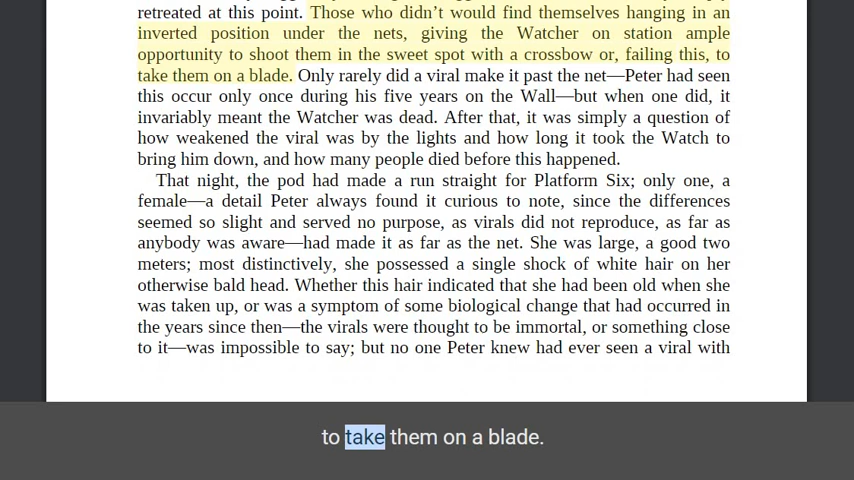 retreated at this point. Those who didn’t would find themselves hanging in an
inverted position under the nets, giving the Watcher on station ample
opportunity to shoot them in the sweet spot with a crossbow or, failing this, to
take them on a blade. Only rarely did a viral make it past the net—Peter had seen
this occur only once during his five years on the Wall—but when one did, it
invariably meant the Watcher was dead. After that, it was simply a question of
how weakened the viral was by the lights and how long it took the Watch to
bring him down, and how many people died before this happened.
That night, the pod had made a run straight for Platform Six; only one, a
female—a detail Peter always found it curious to note, since the differences
seemed so slight and served no purpose, as virals did not reproduce, as far as
anybody was aware—had made it as far as the net. She was large, a good two
meters; most distinctively, she possessed a single shock of white hair on her
otherwise bald head. Whether this hair indicated that she had been old when she
was taken up, or was a symptom of some biological change that had occurred in
the years since then—the virals were thought to be immortal, or something close
to it—was impossible to say; but no one Peter knew had ever seen a viral with
to take them on a blade.